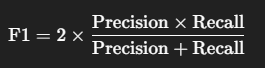 F1 = 2 × Precision × Recall
Precision + Recall